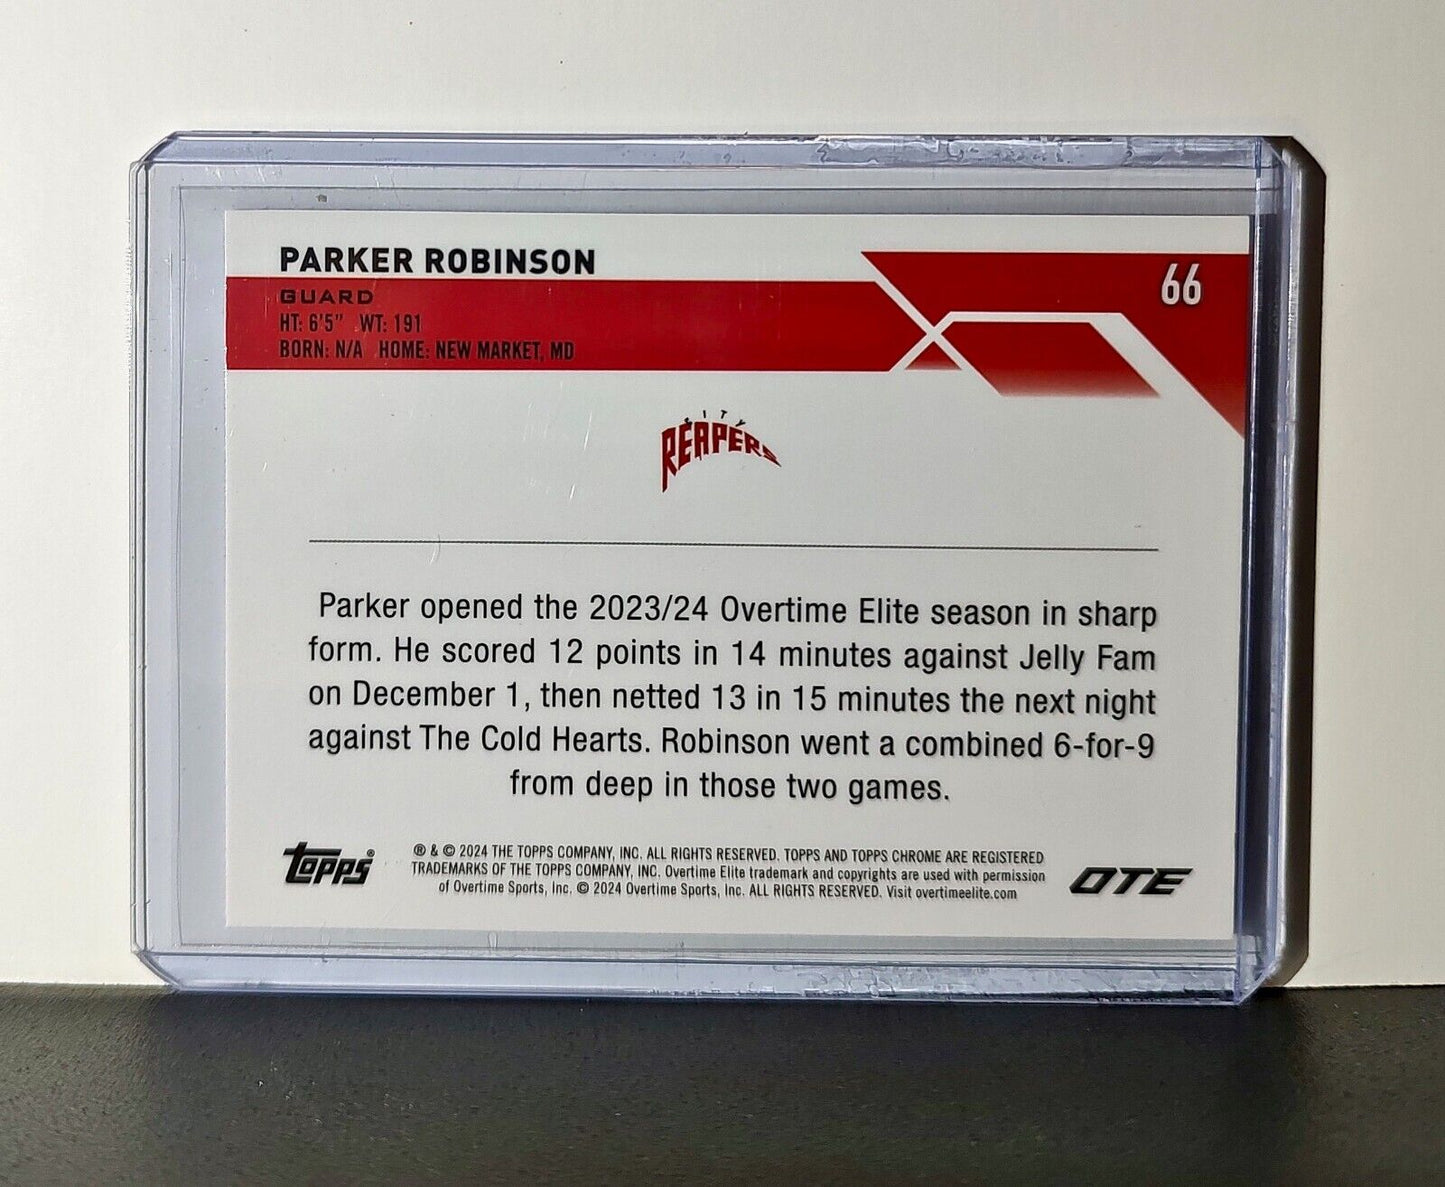 PARKER ROBINSON
66
GUARD
HT: 6'5" WT: 191
BORN: N/A HOME: NEW MARKET, MD
CITY
REAPERS
Parker opened the 2023/24 Overtime Elite season in sharp
form. He scored 12 points in 14 minutes against Jelly Fam
on December 1, then netted 13 in 15 minutes the next night
against The Cold Hearts. Robinson went a combined 6-for-9
from deep in those two games.
topps®
® & © 2024 THE TOPPS COMPANY, INC. ALL RIGHTS RESERVED. TOPPS AND TOPPS CHROME ARE REGISTERED
TRADEMARKS OF THE TOPPS COMPANY, INC. Overtime Elite trademark and copyrights are used with permission
of Overtime Sports, Inc. © 2024 Overtime Sports, Inc. ALL RIGHTS RESERVED. Visit overtimeelite.com
OTE